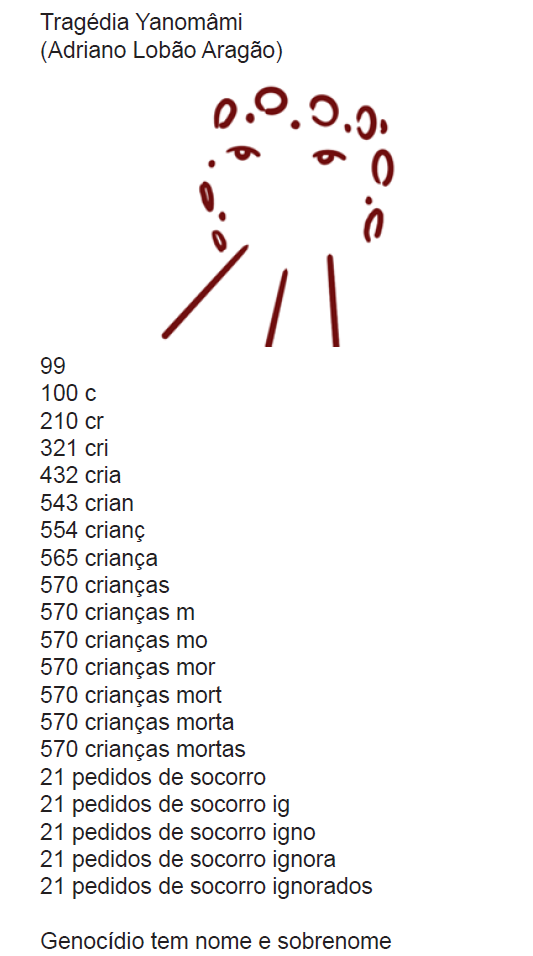 Tragédia Yanomâmi
(Adriano Lobão Aragão)
99
100 c
210 cr
321 cri
432 cria
543 crian
554 crianç
565 criança
570 crianças
570 crianças m
570 crianças mo
570 crianças mor
570 crianças mort
570 crianças morta
570 crianças mortas
21 pedidos de socorro
21 pedidos de socorro ig
21 pedidos de socorro igno
21 pedidos de socorro ignora
21 pedidos de socorro ignorados
Genocídio tem nome e sobrenome